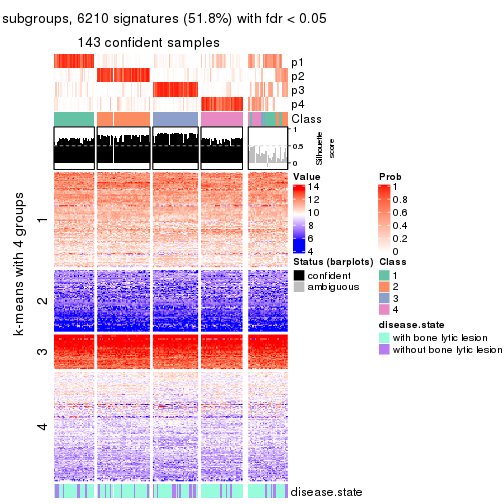 subgroups, 6210 signatures (51.8%) with fdr < 0.05
143 confident samples
p1
p2
p3
p4
Class
1
0.5
0
Silhouette
score
k-means with 4 groups
1
2
3
4
disease.state
Value
14
12
10
8
6
4
Status (barplots)
confident
ambiguous
Prob
1
0.8
0.6
0.4
0.2
0
Class
1
2
3
4
disease.state
with bone lytic lesion
without bone lytic lesion